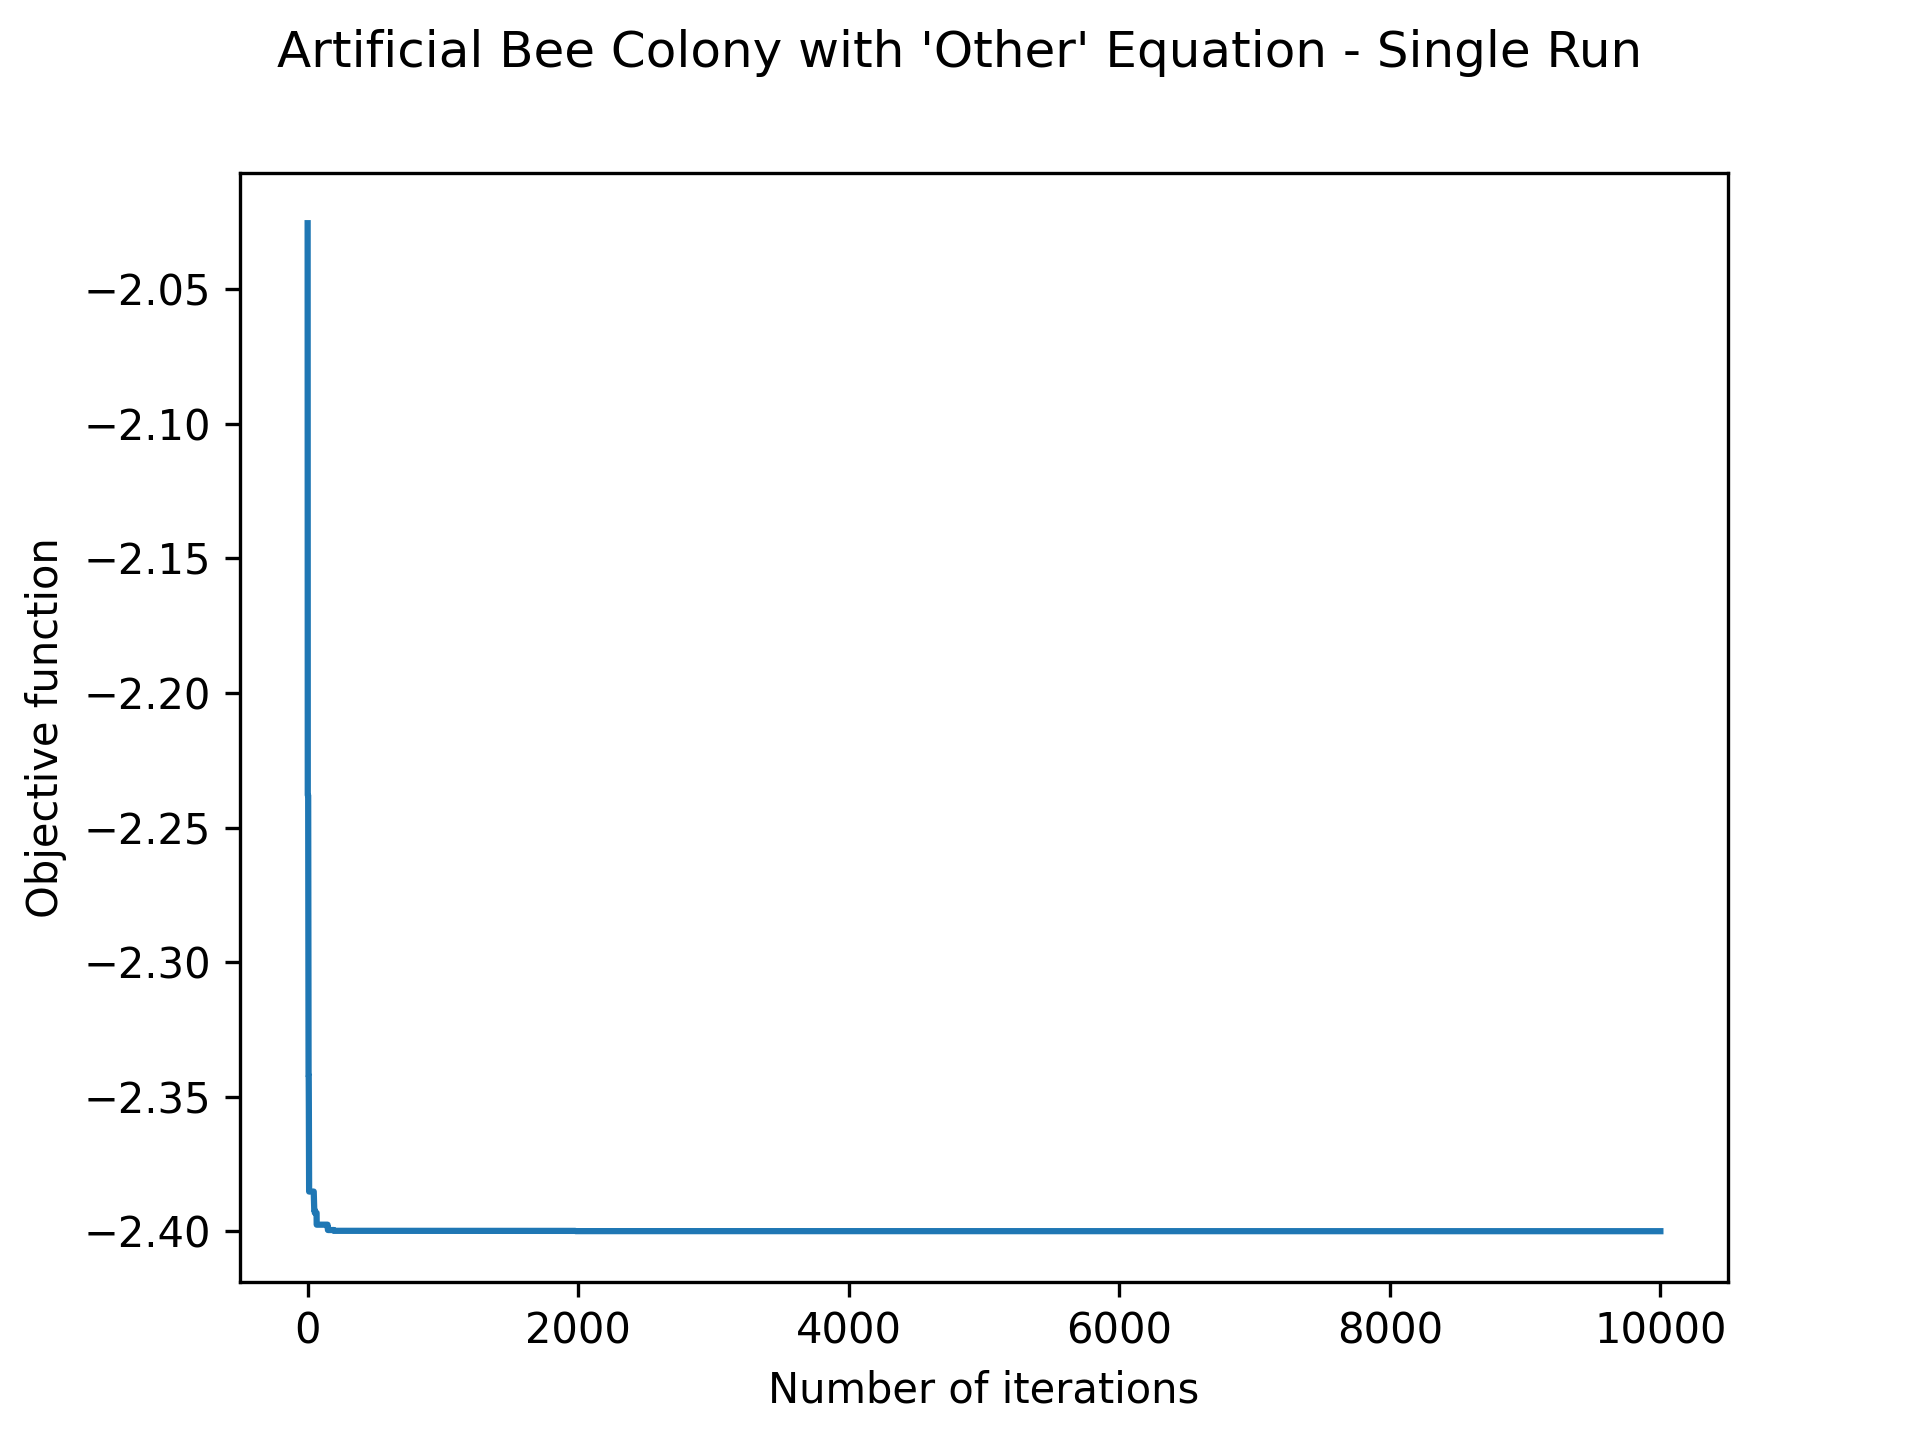 Artificial Bee Colony with 'Other' Equation - Single Run
−2.05
−2.10
−2.15
−2.20
−2.25
−2.30
−2.35
−2.40
Objective function
0 2000 4000 6000 8000 10000
Number of iterations